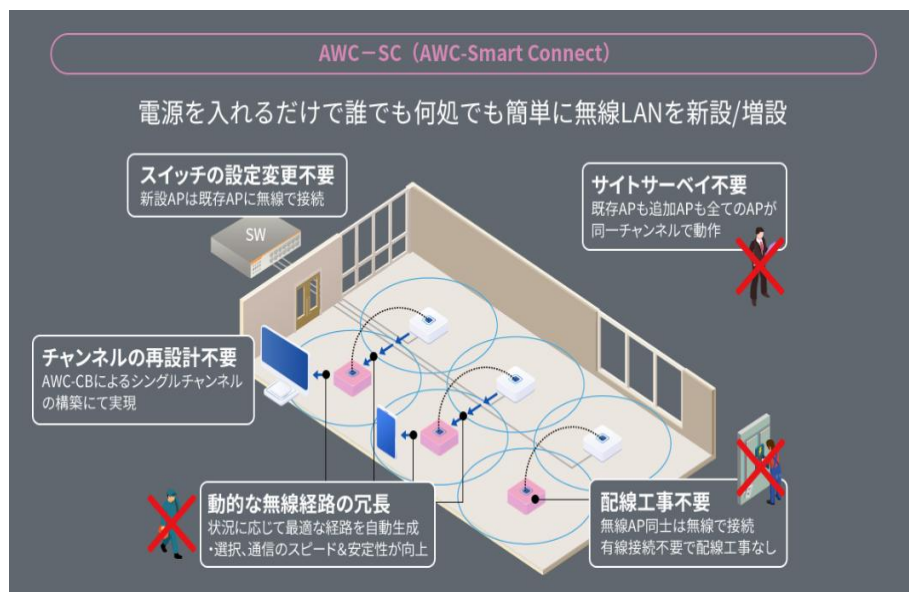 AWC－SC（AWC-Smart Connect）
電源を入れるだけで誰でも何処でも簡単に無線LANを新設/増設
スイッチの設定変更不要
新設APは既存APに無線で接続
SW
サイトサーベイ不要
既存APも追加APも全てのAPが
同一チャンネルで動作
チャンネルの再設計不要
AWC-CBによるシングルチャンネル
の構築にて実現
動的な無線経路の冗長
状況に応じて最適な経路を自動生成
・選択、通信のスピード&安定性が向上
配線工事不要
無線AP同士は無線で接続
有線接続不要で配線工事なし